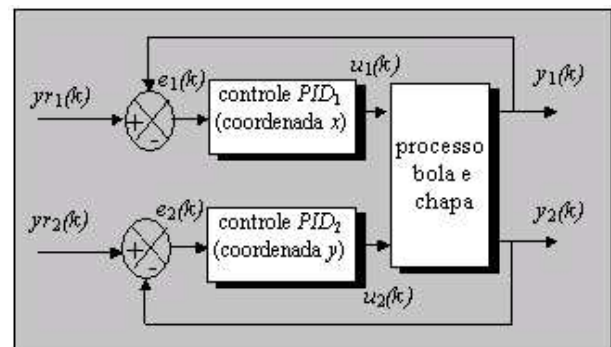 yr₁(k)
+
-
e₁(k)
controle PID₁
(coordenada x)
u₁(k)
processo
bola e
chapa
y₁(k)
yr₂(k)
+
-
e₂(k)
controle PID₂
(coordenada y)
u₂(k)
y₂(k)